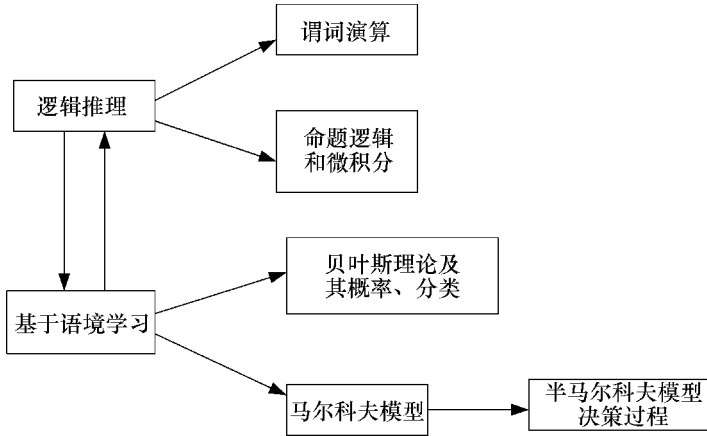 谓词演算
逻辑推理
命题逻辑
和微积分
贝叶斯理论及
其概率、分类
基于语境学习
马尔科夫模型
半马尔科夫模型
决策过程